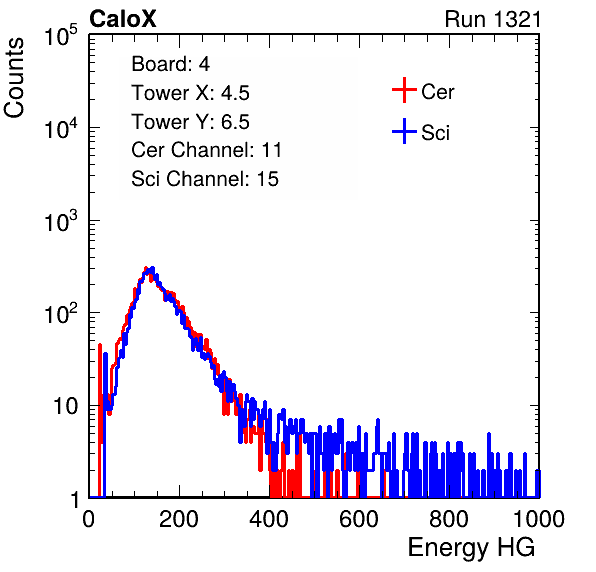 CaloX Run 1321
Counts
10^5
10^4
10^3
10^2
10
1
Board: 4
Tower X: 4.5
Tower Y: 6.5
Cer Channel: 11
Sci Channel: 15
Cer
Sci
0 200 400 600 800 1000
Energy HG